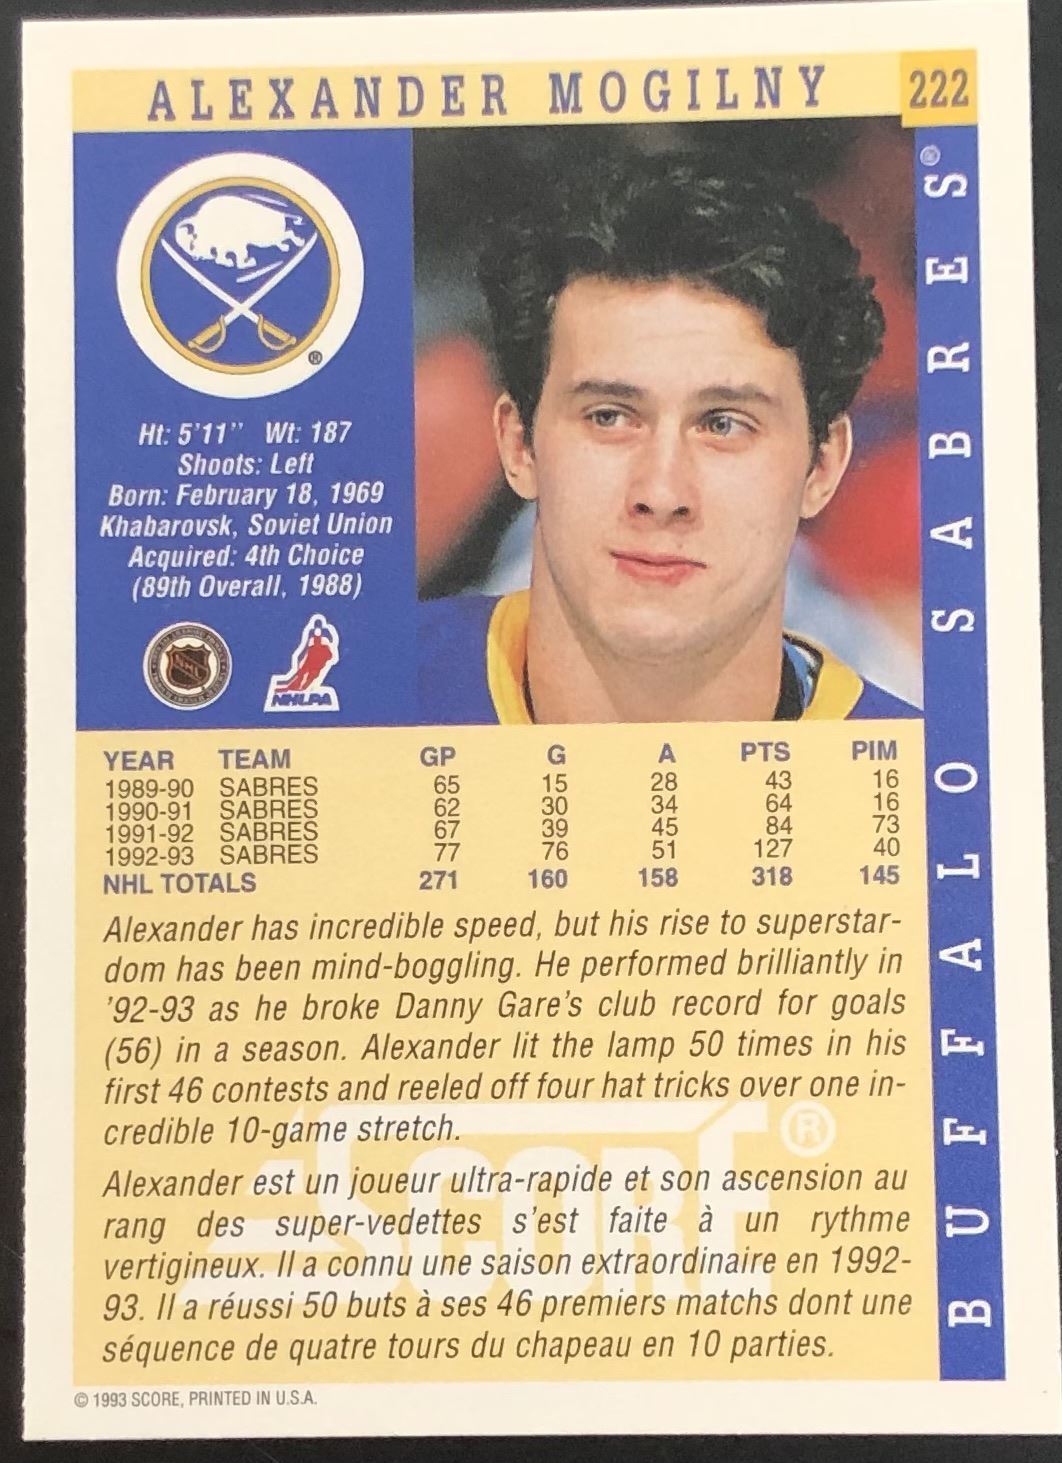 ALEXANDER MOGILNY 222
BUFFALO SABRES®
®
Ht: 5'11" Wt: 187
Shoots: Left
Born: February 18, 1969
Khabarovsk, Soviet Union
Acquired: 4th Choice
(89th Overall, 1988)
NHL
NHLPA
YEAR TEAM GP G A PTS PIM
1989-90 SABRES 65 15 28 43 16
1990-91 SABRES 62 30 34 64 16
1991-92 SABRES 67 39 45 84 73
1992-93 SABRES 77 76 51 127 40
NHL TOTALS 271 160 158 318 145
Alexander has incredible speed, but his rise to superstar-
dom has been mind-boggling. He performed brilliantly in
'92-93 as he broke Danny Gare's club record for goals
(56) in a season. Alexander lit the lamp 50 times in his
first 46 contests and reeled off four hat tricks over one in-
credible 10-game stretch.
SCORE®
Alexander est un joueur ultra-rapide et son ascension au
rang des super-vedettes s'est faite à un rythme
vertigineux. Il a connu une saison extraordinaire en 1992-
93. Il a réussi 50 buts à ses 46 premiers matchs dont une
séquence de quatre tours du chapeau en 10 parties.
© 1993 SCORE, PRINTED IN U.S.A.